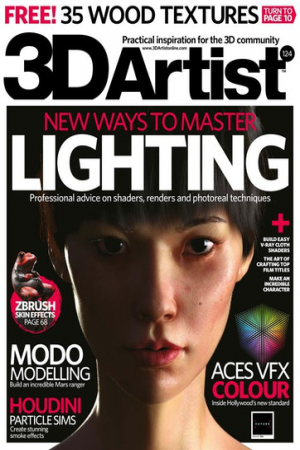 FREE! 35 WOOD TEXTURES
TURN TO
PAGE 10
Practical inspiration for the 3D community
www.3DArtistonline.com
3DArtist
124
NEW WAYS TO MASTER
LIGHTING
Professional advice on shaders, renders and photoreal techniques
+
BUILD EASY
V-RAY CLOTH
SHADERS
THE ART OF
CRAFTING TOP
FILM TITLES
MAKE AN
INCREDIBLE
CHARACTER
ZBRUSH
SKIN EFFECTS
PAGE 68
MODO
MODELLING
Build an incredible Mars ranger
HOUDINI
PARTICLE SIMS
Create stunning
smoke effects
ACES VFX
COLOUR
Inside Hollywood's new standard
FUTURE